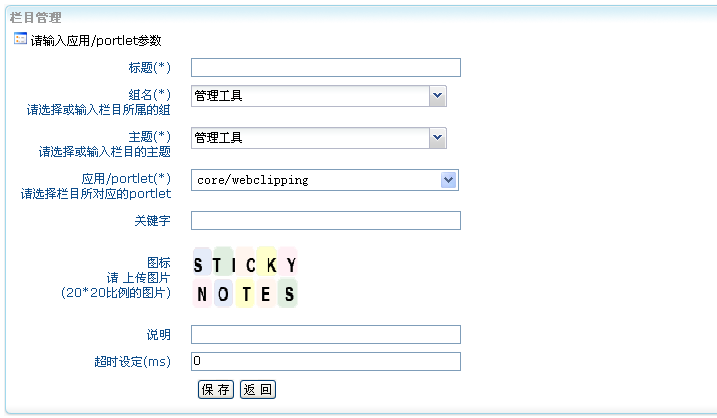 栏目管理
请输入应用/portlet参数
标题(*)
组名(*)
请选择或输入栏目所属的组
管理工具
主题(*)
请选择或输入栏目的主题
管理工具
应用/portlet(*)
请选择栏目所对应的portlet
core/webclipping
关键字
图标
请 上传图片
(20*20比例的图片)
STICKY
NOTES
说明
超时设定(ms)
0
保 存
返 回